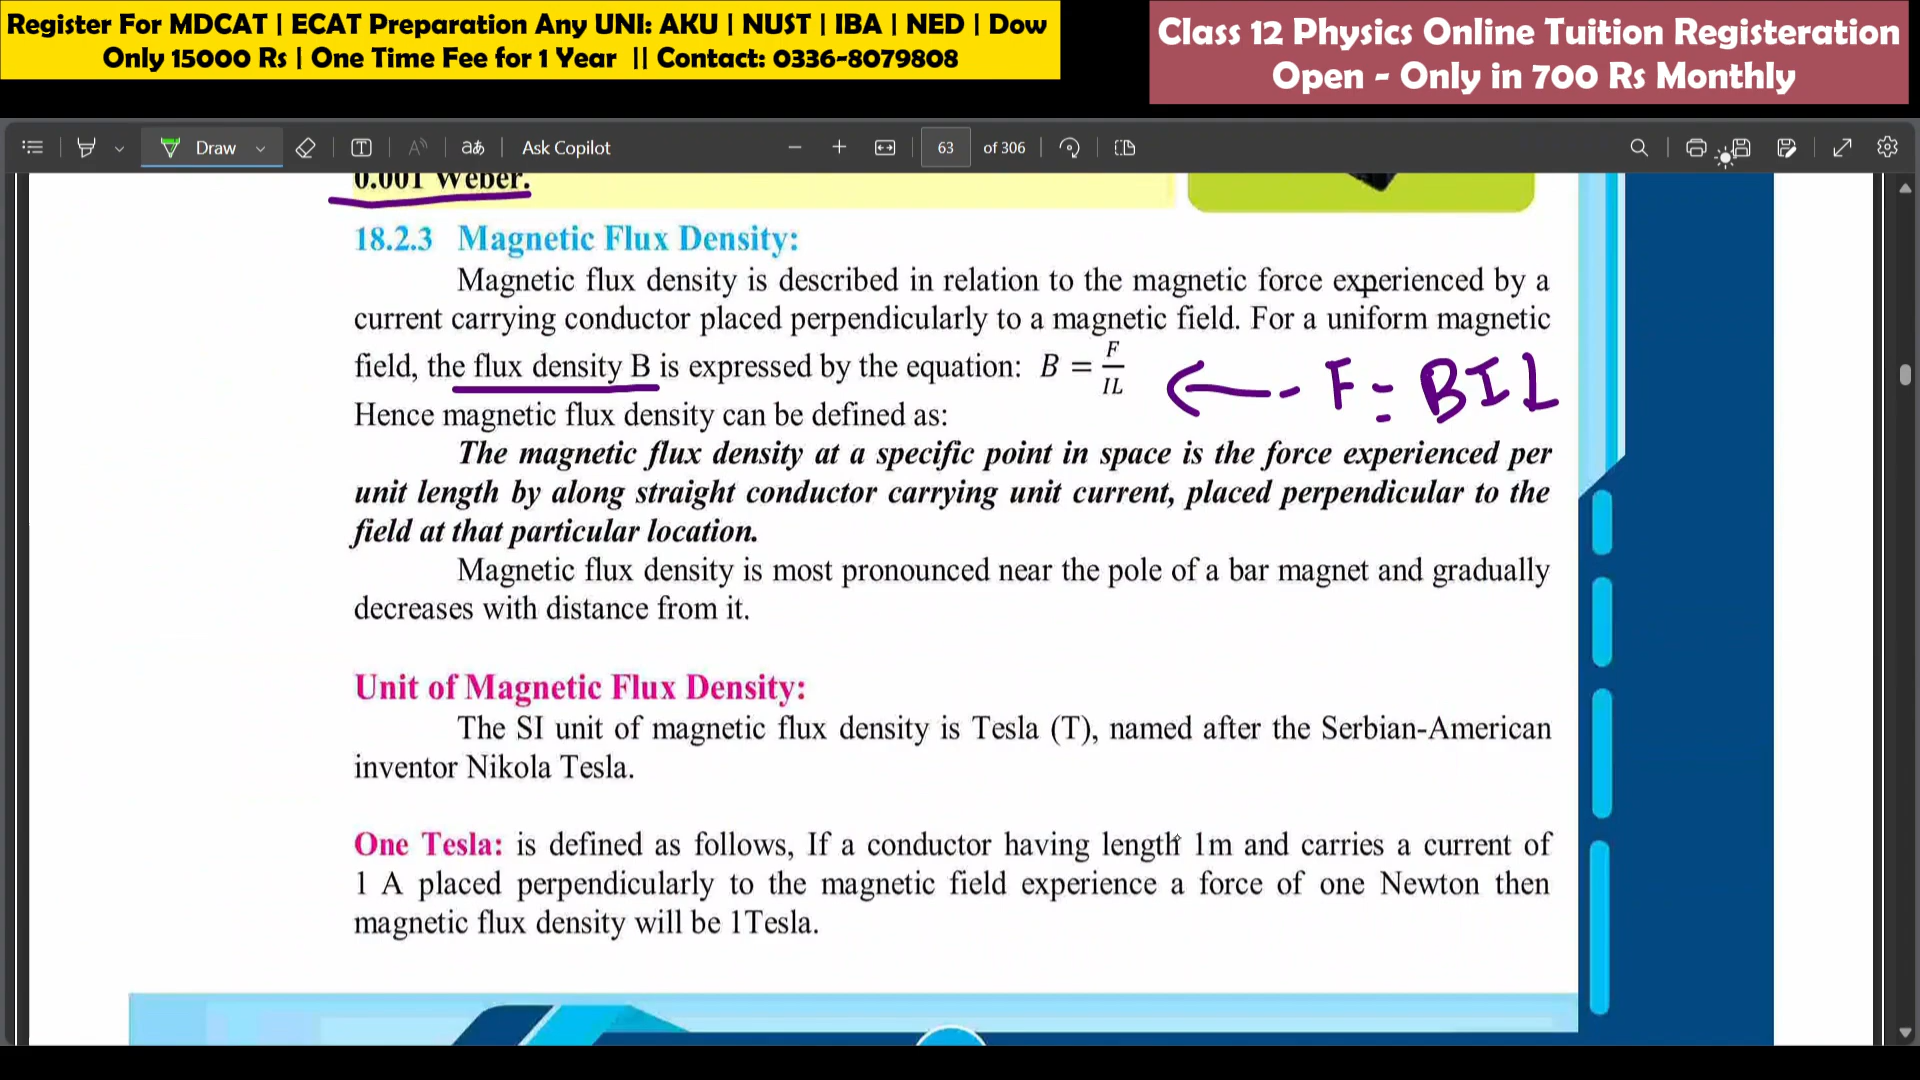 Register For MDCAT | ECAT Preparation Any UNI: AKU | NUST | IBA | NED | Dow
Only 15000 Rs | One Time Fee for 1 Year || Contact: 0336-8079808
Class 12 Physics Online Tuition Registeration
Open - Only in 700 Rs Monthly
Draw
aあ
Ask Copilot
63 of 306
0.001 Weber.
18.2.3 Magnetic Flux Density:
Magnetic flux density is described in relation to the magnetic force experienced by a
current carrying conductor placed perpendicularly to a magnetic field. For a uniform magnetic
field, the flux density B is expressed by the equation: B = F/IL
F = BIL
Hence magnetic flux density can be defined as:
The magnetic flux density at a specific point in space is the force experienced per
unit length by along straight conductor carrying unit current, placed perpendicular to the
field at that particular location.
Magnetic flux density is most pronounced near the pole of a bar magnet and gradually
decreases with distance from it.
Unit of Magnetic Flux Density:
The SI unit of magnetic flux density is Tesla (T), named after the Serbian-American
inventor Nikola Tesla.
One Tesla: is defined as follows, If a conductor having length 1m and carries a current of
1 A placed perpendicularly to the magnetic field experience a force of one Newton then
magnetic flux density will be 1Tesla.